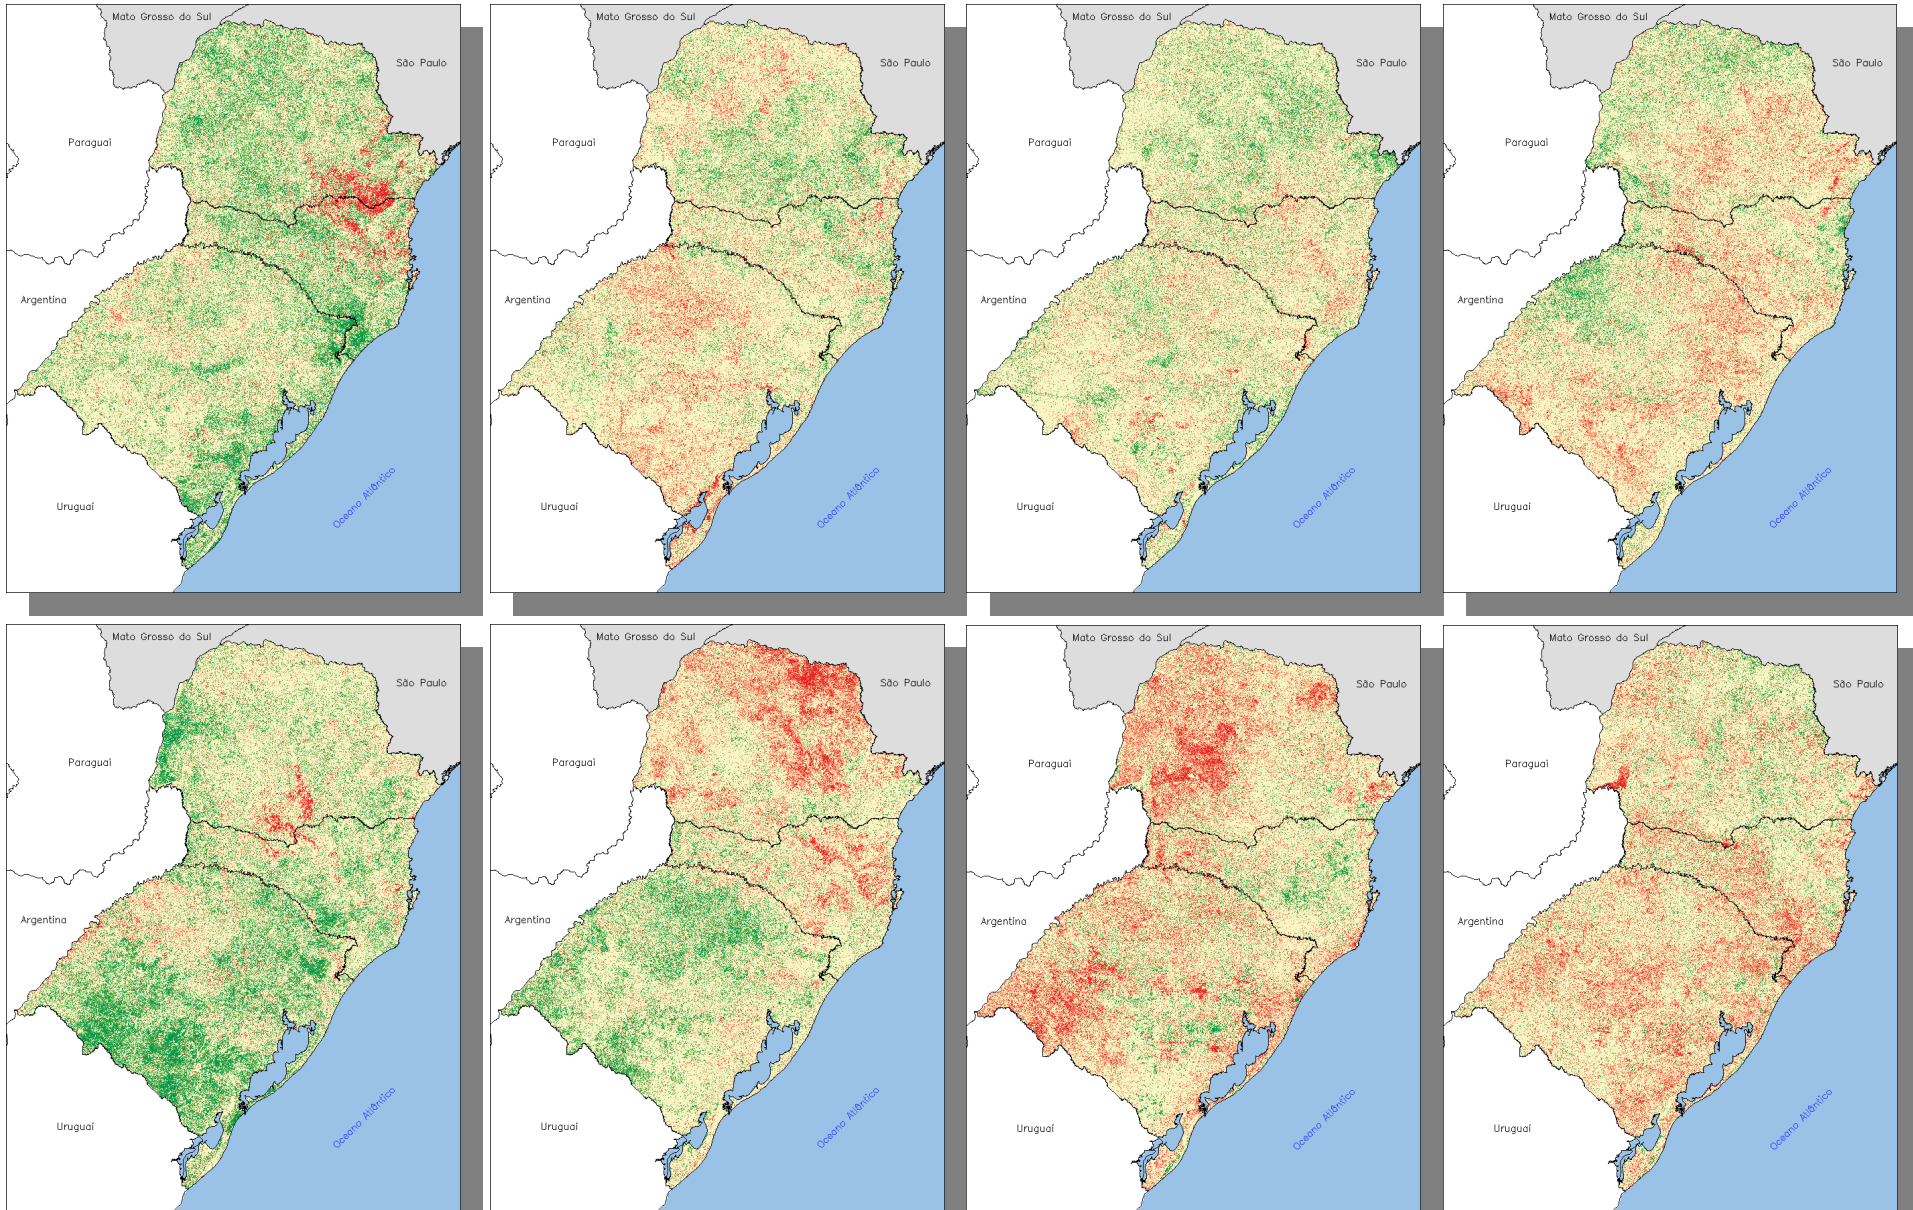 Mato Grosso do Sul
São Paulo
Paraguai
Argentina
Uruguai
Oceano Atlântico
Mato Grosso do Sul
São Paulo
Paraguai
Argentina
Uruguai
Oceano Atlântico
Mato Grosso do Sul
São Paulo
Paraguai
Argentina
Uruguai
Oceano Atlântico
Mato Grosso do Sul
São Paulo
Paraguai
Argentina
Uruguai
Oceano Atlântico
Mato Grosso do Sul
São Paulo
Paraguai
Argentina
Uruguai
Oceano Atlântico
Mato Grosso do Sul
São Paulo
Paraguai
Argentina
Uruguai
Oceano Atlântico
Mato Grosso do Sul
São Paulo
Paraguai
Argentina
Uruguai
Oceano Atlântico
Mato Grosso do Sul
São Paulo
Paraguai
Argentina
Uruguai
Oceano Atlântico